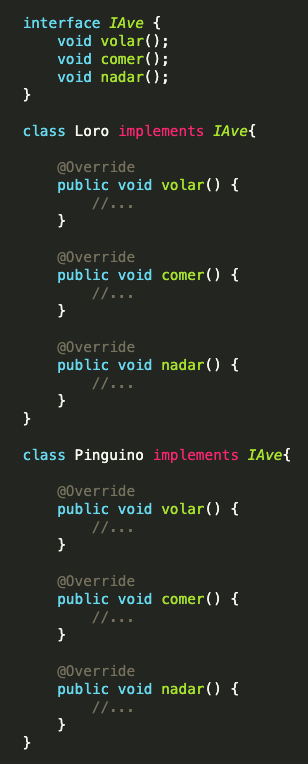 interface IAve {
    void volar();
    void comer();
    void nadar();
}

class Loro implements IAve{

    @Override
    public void volar() {
        //...
    }

    @Override
    public void comer() {
        //...
    }

    @Override
    public void nadar() {
        //...
    }
}

class Pinguino implements IAve{

    @Override
    public void volar() {
        //...
    }

    @Override
    public void comer() {
        //...
    }

    @Override
    public void nadar() {
        //...
    }
}